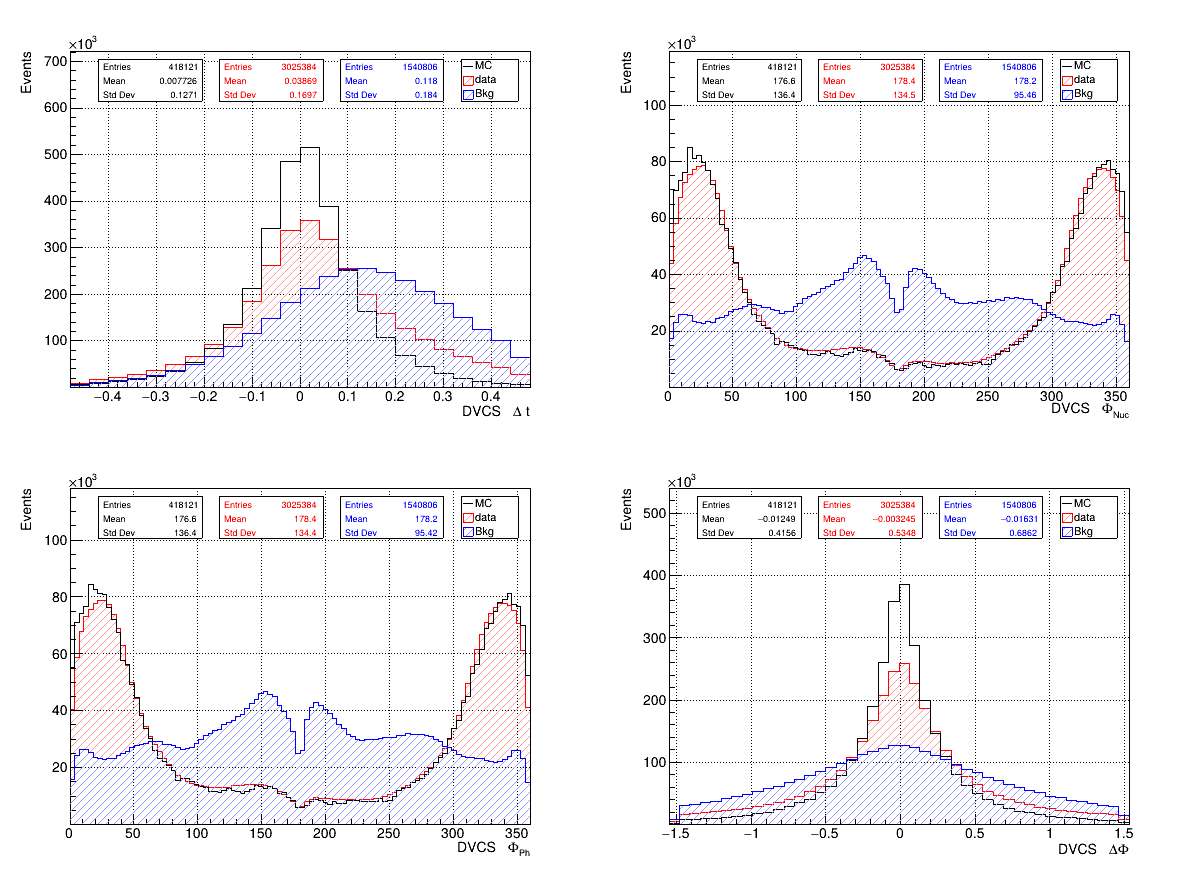 ×10³
Events
700
600
500
400
300
200
100
Entries 418121
Mean 0.007726
Std Dev 0.1271
Entries 3025384
Mean 0.03869
Std Dev 0.1697
Entries 1540806
Mean 0.118
Std Dev 0.184
MC
data
Bkg
−0.4 −0.3 −0.2 −0.1 0 0.1 0.2 0.3 0.4
DVCS Δ t
×10³
Events
100
80
60
40
20
Entries 418121
Mean 176.6
Std Dev 136.4
Entries 3025384
Mean 178.4
Std Dev 134.5
Entries 1540806
Mean 178.2
Std Dev 95.46
MC
data
Bkg
0 50 100 150 200 250 300 350
DVCS Φ_Nuc
×10³
Events
100
80
60
40
20
Entries 418121
Mean 176.6
Std Dev 136.4
Entries 3025384
Mean 178.4
Std Dev 134.4
Entries 1540806
Mean 178.2
Std Dev 95.42
MC
data
Bkg
0 50 100 150 200 250 300 350
DVCS Φ_Ph
×10³
Events
500
400
300
200
100
Entries 418121
Mean −0.01249
Std Dev 0.4156
Entries 3025384
Mean −0.003245
Std Dev 0.5348
Entries 1540806
Mean −0.01631
Std Dev 0.6862
MC
data
Bkg
−1.5 −1 −0.5 0 0.5 1 1.5
DVCS ΔΦ